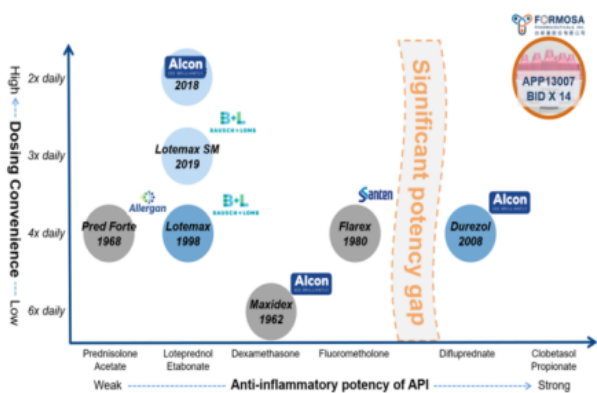 FORMOSA
PHARMACEUTICALS, INC.
APP13007
BID X 14
High
Dosing Convenience
Low
2x daily
3x daily
4x daily
6x daily
Alcon
2018
B+L
BAUSCH + LOMB
Lotemax SM
2019
Allergan
Pred Forte
1968
B+L
BAUSCH + LOMB
Lotemax
1998
Santen
Flarex
1980
Significant potency gap
Alcon
Durezol
2008
Alcon
Maxidex
1962
Prednisolone
Acetate
Loteprednol
Etabonate
Dexamethasone
Fluorometholone
Difluprednate
Clobetasol
Propionate
Weak
Anti-inflammatory potency of API
Strong